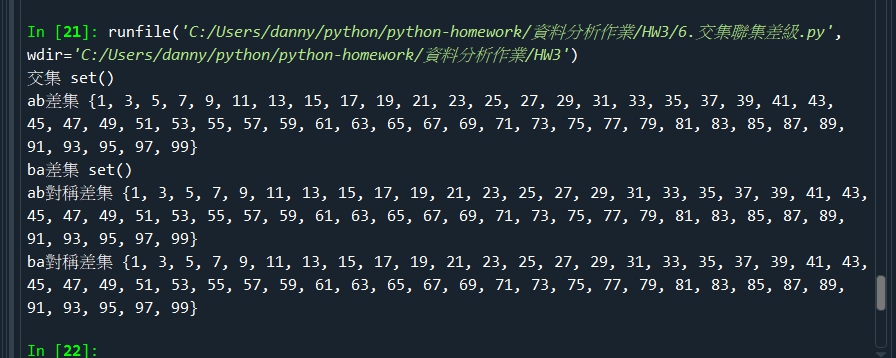 In [21]: runfile('C:/Users/danny/python/python-homework/資料分析作業/HW3/6.交集聯集差級.py',
wdir='C:/Users/danny/python/python-homework/資料分析作業/HW3')
交集 set()
ab差集 {1, 3, 5, 7, 9, 11, 13, 15, 17, 19, 21, 23, 25, 27, 29, 31, 33, 35, 37, 39, 41, 43,
45, 47, 49, 51, 53, 55, 57, 59, 61, 63, 65, 67, 69, 71, 73, 75, 77, 79, 81, 83, 85, 87, 89,
91, 93, 95, 97, 99}
ba差集 set()
ab對稱差集 {1, 3, 5, 7, 9, 11, 13, 15, 17, 19, 21, 23, 25, 27, 29, 31, 33, 35, 37, 39, 41, 43,
45, 47, 49, 51, 53, 55, 57, 59, 61, 63, 65, 67, 69, 71, 73, 75, 77, 79, 81, 83, 85, 87, 89,
91, 93, 95, 97, 99}
ba對稱差集 {1, 3, 5, 7, 9, 11, 13, 15, 17, 19, 21, 23, 25, 27, 29, 31, 33, 35, 37, 39, 41, 43,
45, 47, 49, 51, 53, 55, 57, 59, 61, 63, 65, 67, 69, 71, 73, 75, 77, 79, 81, 83, 85, 87, 89,
91, 93, 95, 97, 99}
In [22]: